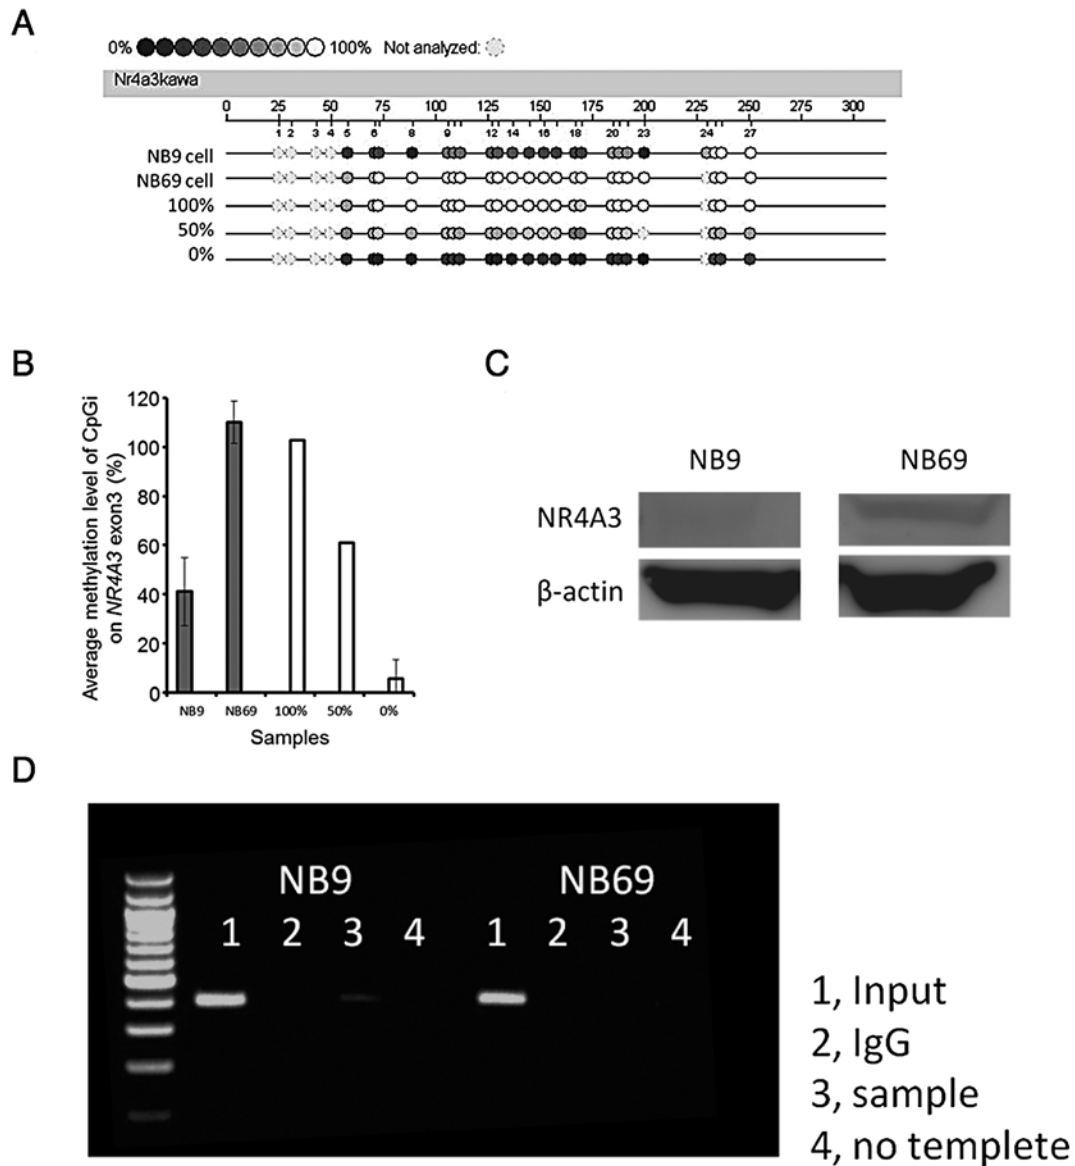 A
0% 100% Not analyzed:
Nr4a3kawa
0 25 50 75 100 125 150 175 200 225 250 275 300
1 2 3 4 5 6 8 9 12 14 16 18 20 23 24 27
NB9 cell
NB69 cell
100%
50%
0%
B
Average methylation level of CpGi
on NR4A3 exon3 (%)
120
100
80
60
40
20
0
NB9 NB69 100% 50% 0%
Samples
C
NB9 NB69
NR4A3
β-actin
D
NB9 NB69
1 2 3 4 1 2 3 4
1, Input
2, IgG
3, sample
4, no templete